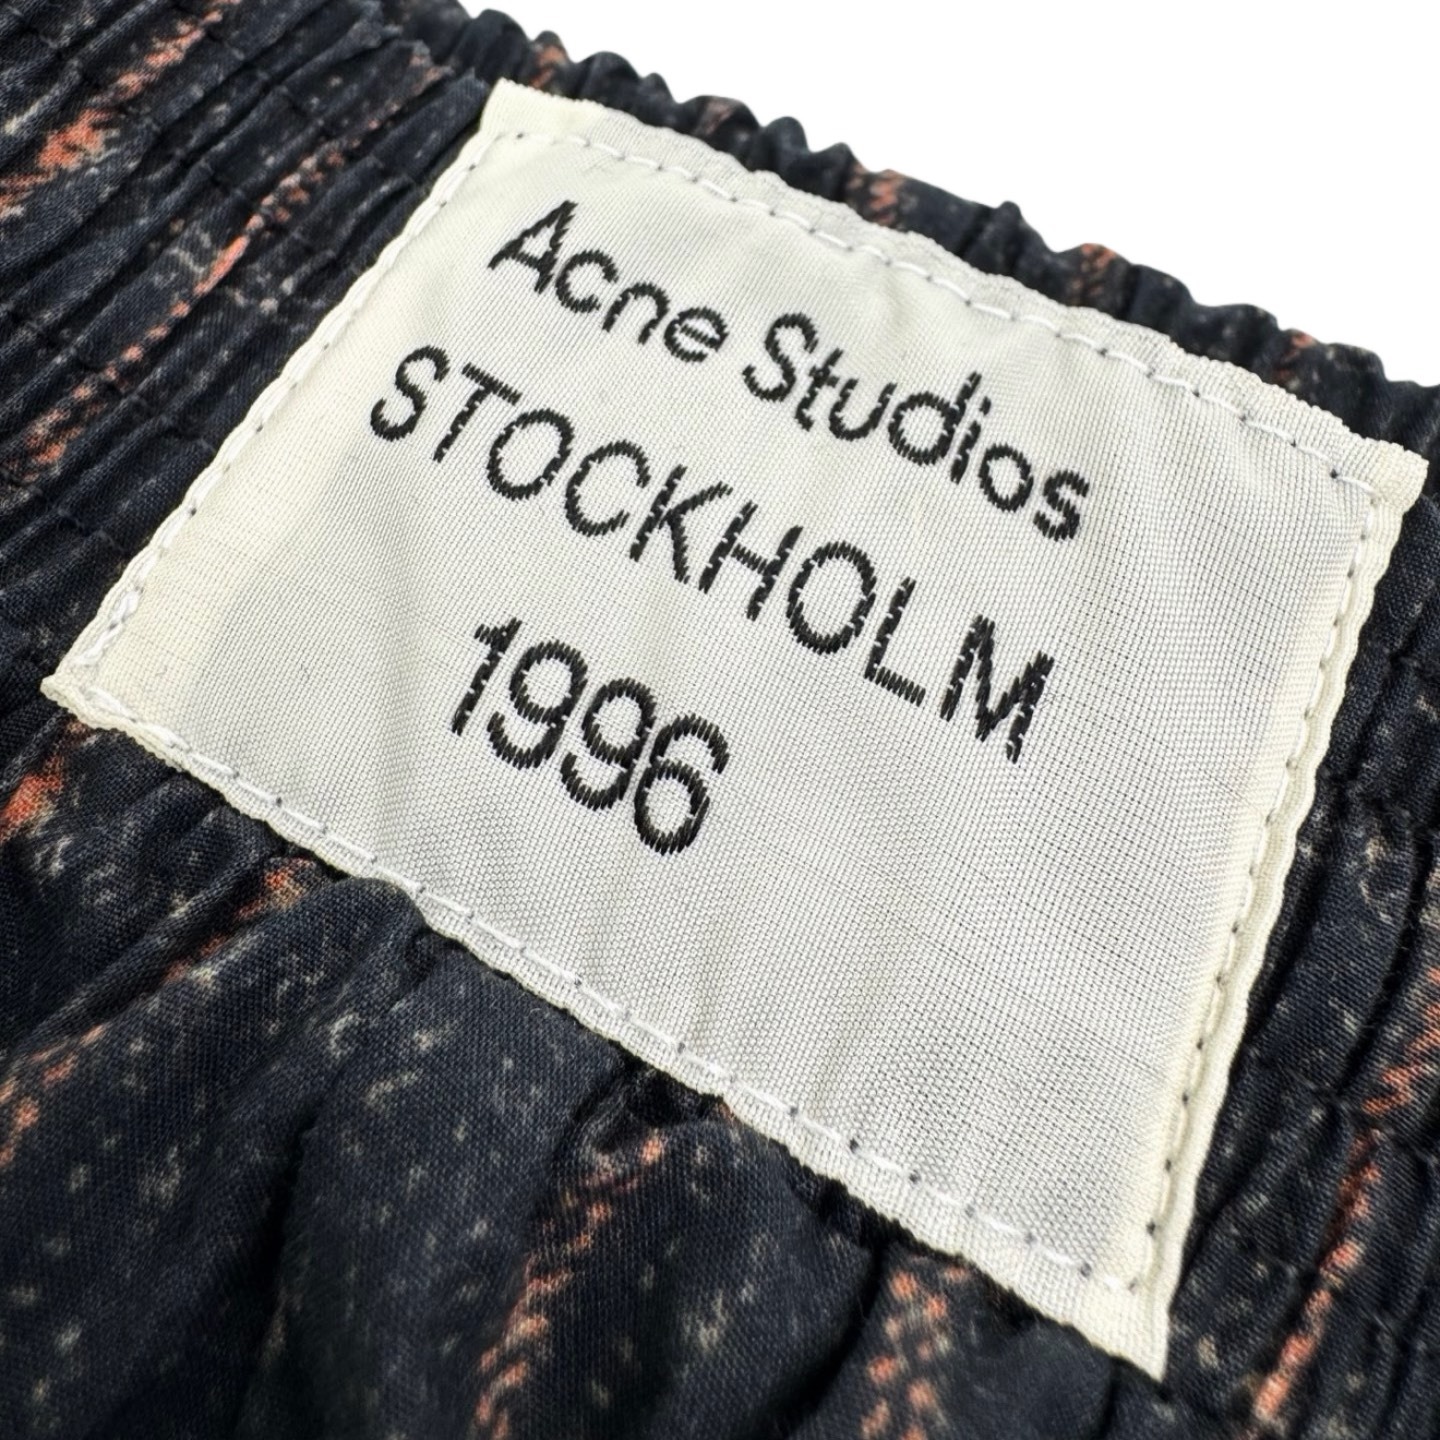 Acne Studios
STOCKHOLM
1996